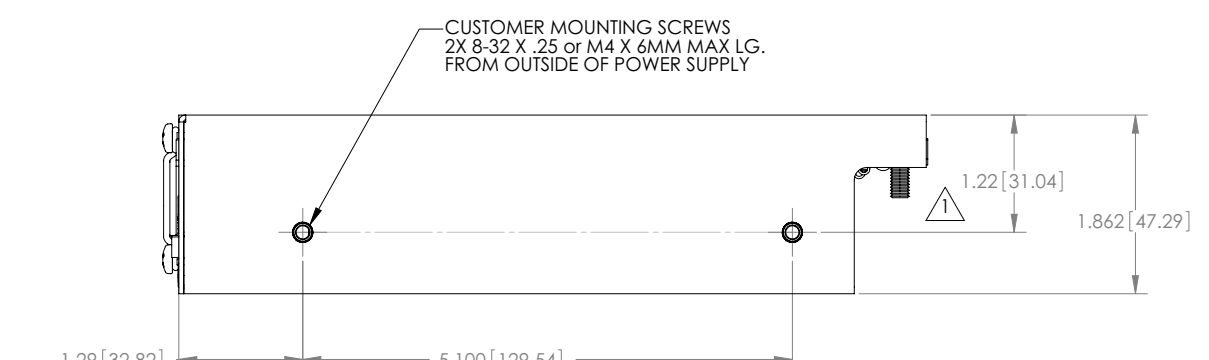 CUSTOMER MOUNTING SCREWS
2X 8-32 X .25 or M4 X 6MM MAX LG.
FROM OUTSIDE OF POWER SUPPLY
1.22[31.04]
1
1.862[47.29]
1.29[32.82]
5.100[129.54]